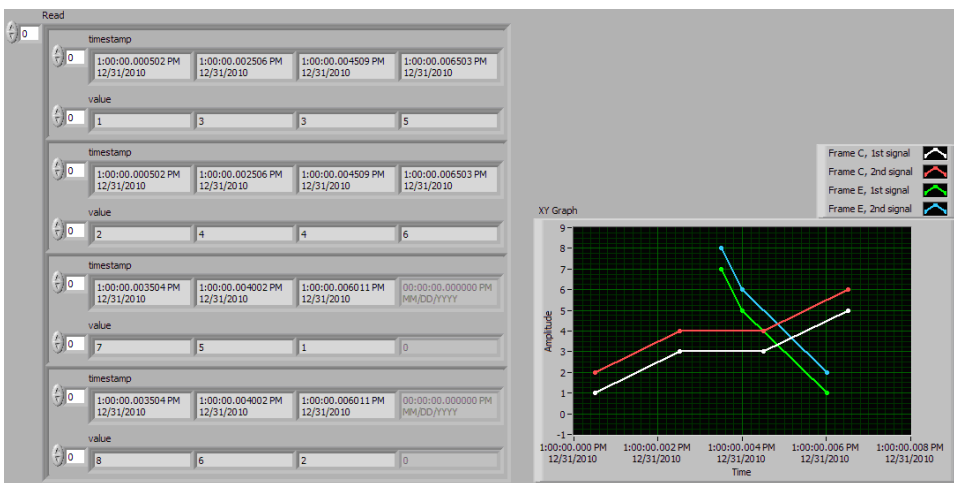 Read
0
timestamp
0
1:00:00.000502 PM 1:00:00.002506 PM 1:00:00.004509 PM 1:00:00.006503 PM
12/31/2010 12/31/2010 12/31/2010 12/31/2010
value
0 1 3 3 5
timestamp
0
1:00:00.000502 PM 1:00:00.002506 PM 1:00:00.004509 PM 1:00:00.006503 PM
12/31/2010 12/31/2010 12/31/2010 12/31/2010
value
0 2 4 4 6
timestamp
0
1:00:00.003504 PM 1:00:00.004002 PM 1:00:00.006011 PM 00:00:00.000000 PM
12/31/2010 12/31/2010 12/31/2010 MM/DD/YYYY
value
0 7 5 1 0
timestamp
0
1:00:00.003504 PM 1:00:00.004002 PM 1:00:00.006011 PM 00:00:00.000000 PM
12/31/2010 12/31/2010 12/31/2010 MM/DD/YYYY
value
0 8 6 2 0
Frame C, 1st signal
Frame C, 2nd signal
Frame E, 1st signal
Frame E, 2nd signal
XY Graph
9
8
7
6
5
4
3
2
1
0
-1
Amplitude
1:00:00.000 PM 1:00:00.002 PM 1:00:00.004 PM 1:00:00.006 PM 1:00:00.008 PM
12/31/2010 12/31/2010 12/31/2010 12/31/2010 12/31/2010
Time